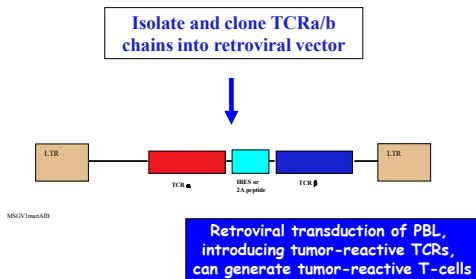 Isolate and clone TCRa/b
chains into retroviral vector
LTR
LTR
TCR α
IRES or
2A peptide
TCR β
MSGV1martAIB
Retroviral transduction of PBL,
introducing tumor-reactive TCRs,
can generate tumor-reactive T-cells